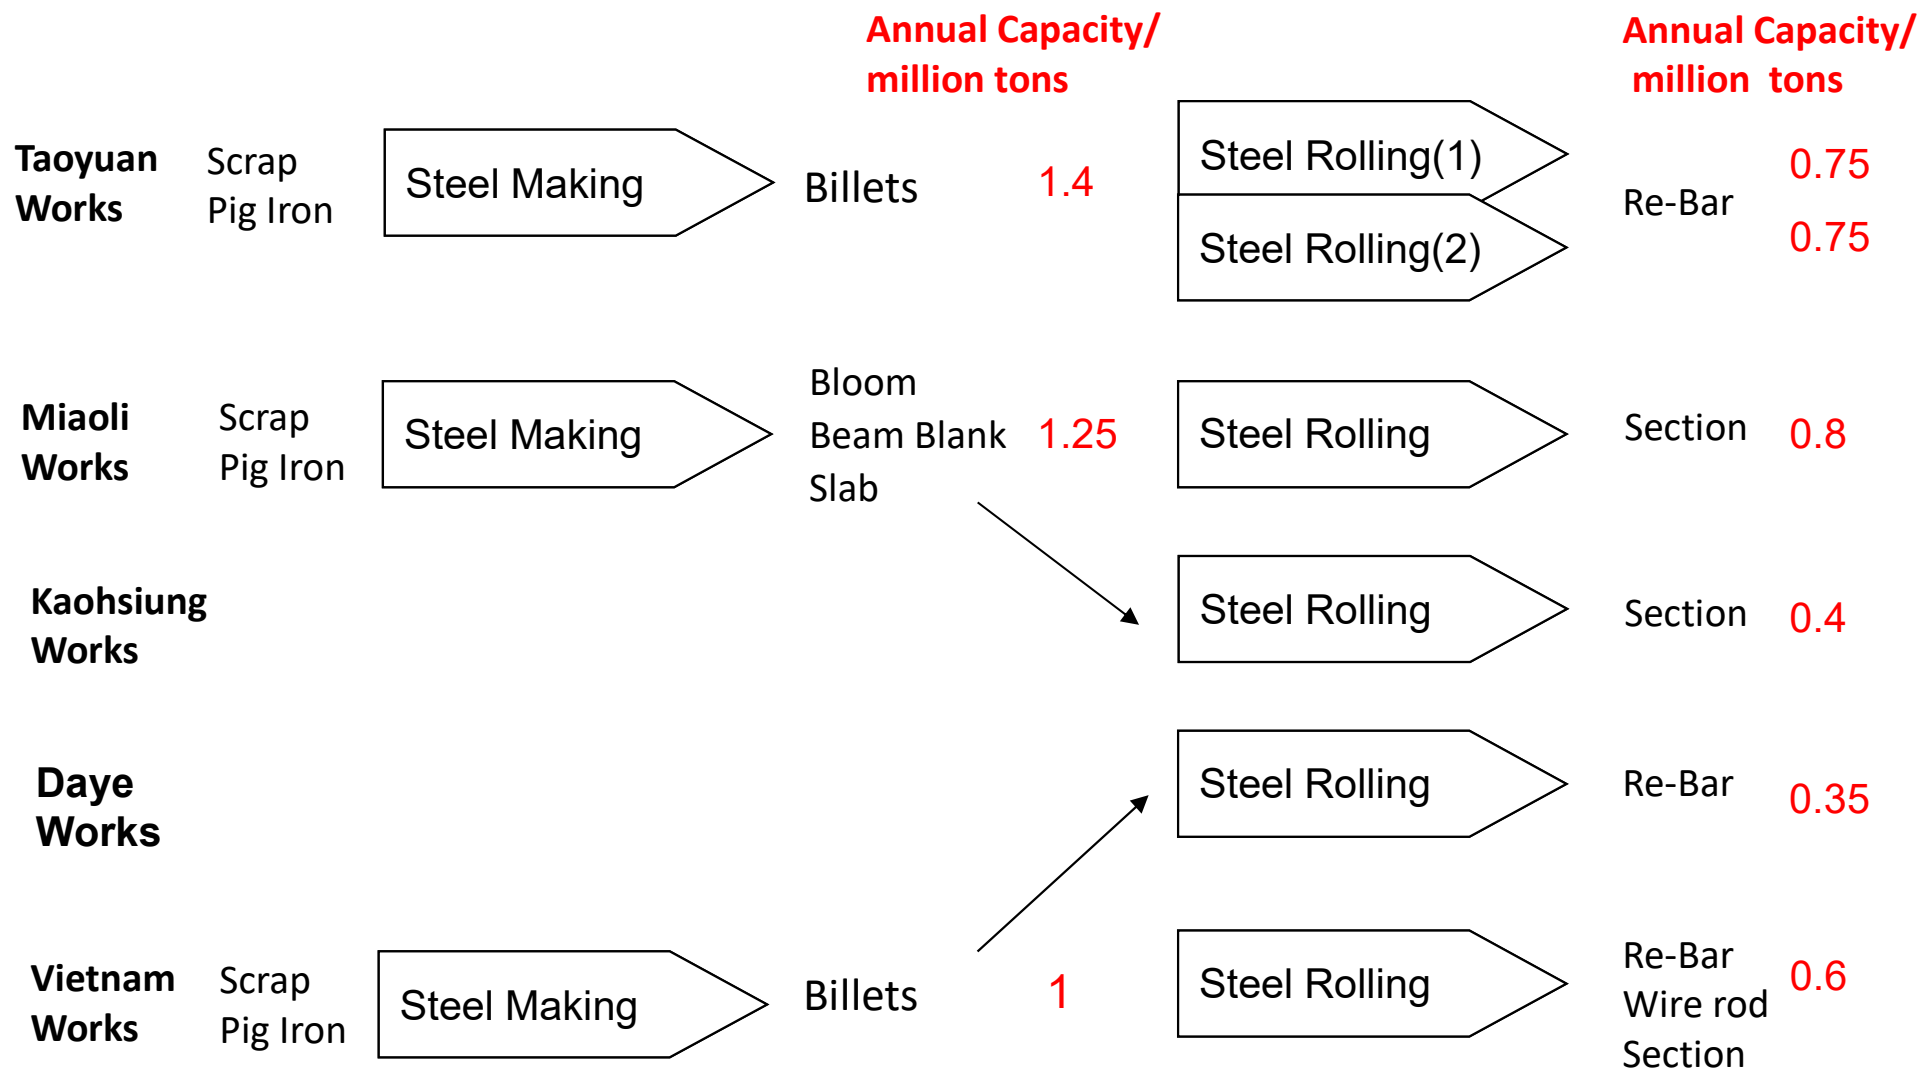 Annual Capacity/
million tons
Annual Capacity/
million  tons
Taoyuan
Works
Scrap
Pig Iron
Steel Making
Billets
1.4
Steel Rolling(1)
Steel Rolling(2)
Re-Bar
0.75
0.75
Miaoli
Works
Scrap
Pig Iron
Steel Making
Bloom
Beam Blank
Slab
1.25
Steel Rolling
Section
0.8
Kaohsiung
Works
Steel Rolling
Section
0.4
Daye
Works
Steel Rolling
Re-Bar
0.35
Vietnam
Works
Scrap
Pig Iron
Steel Making
Billets
1
Steel Rolling
Re-Bar
Wire rod
Section
0.6